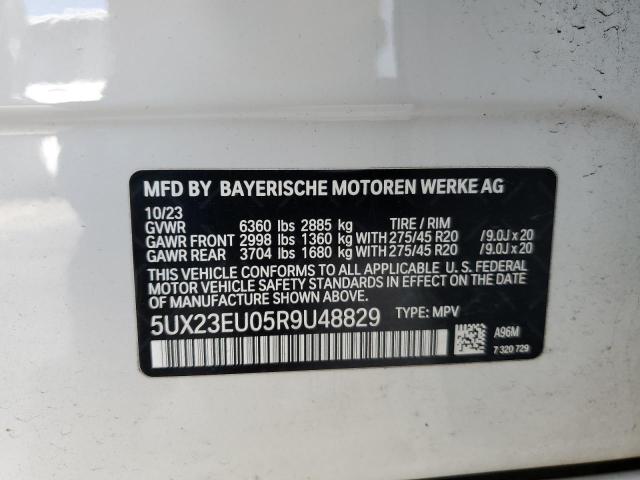 MFD BY BAYERISCHE MOTOREN WERKE AG
10/23
GVWR 6360 lbs 2885 kg TIRE / RIM
GAWR FRONT 2998 lbs 1360 kg WITH 275/45 R20 /9.0J x 20
GAWR REAR 3704 lbs 1680 kg WITH 275/45 R20 /9.0J x 20
THIS VEHICLE CONFORMS TO ALL APPLICABLE U. S. FEDERAL
MOTOR VEHICLE SAFETY STANDARDS IN EFFECT ON THE DATE
OF MANUFACTURE SHOWN ABOVE.
5UX23EU05R9U48829 TYPE: MPV
A96M
7 320 729